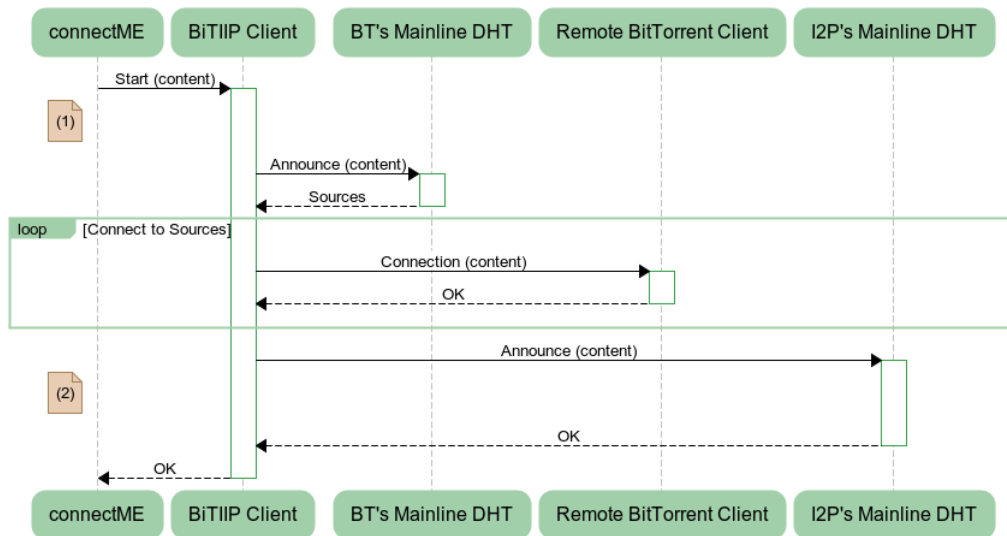 connectME
BiTIIP Client
BT's Mainline DHT
Remote BitTorrent Client
I2P's Mainline DHT
Start (content)
(1)
Announce (content)
Sources
loop
[Connect to Sources]
Connection (content)
OK
Announce (content)
(2)
OK
OK
connectME
BiTIIP Client
BT's Mainline DHT
Remote BitTorrent Client
I2P's Mainline DHT